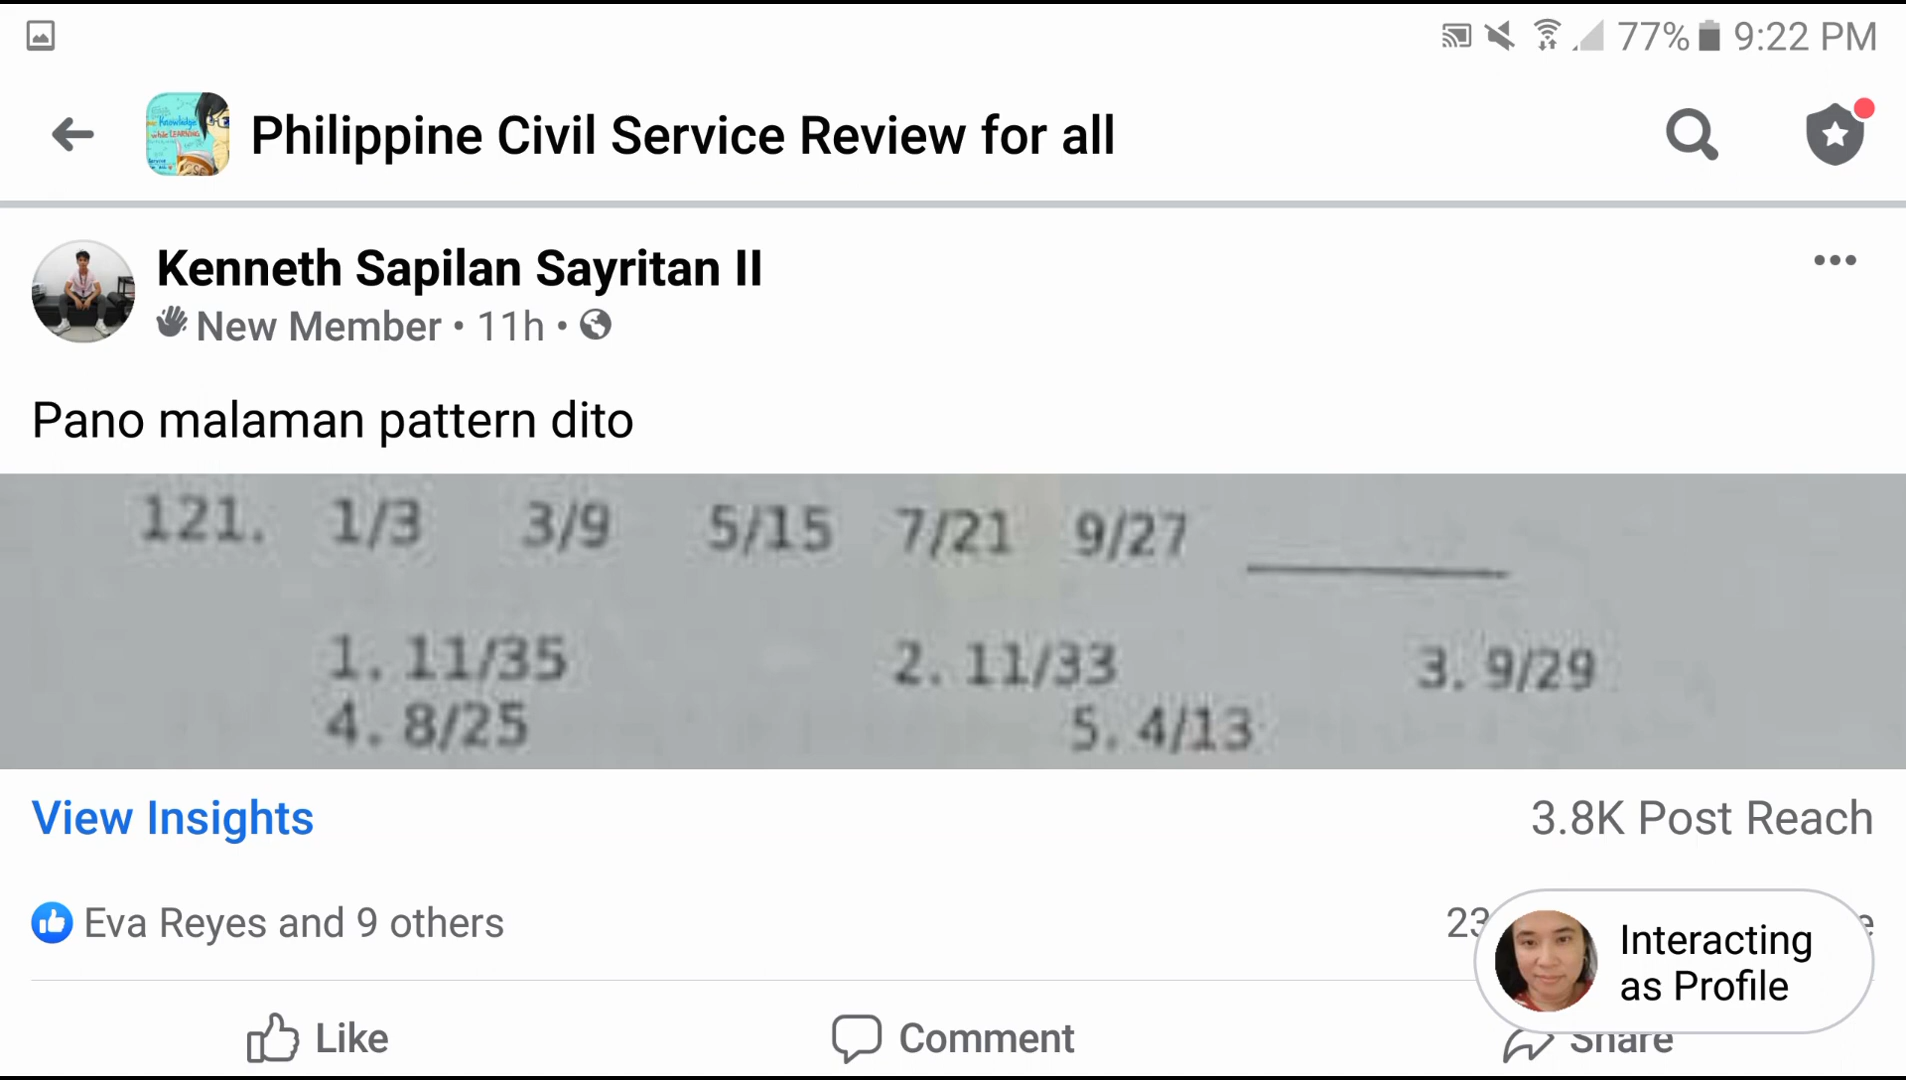 77% 9:22 PM
Philippine Civil Service Review for all
Kenneth Sapilan Sayritan II
New Member • 11h •
Pano malaman pattern dito
121. 1/3 3/9 5/15 7/21 9/27
1. 11/35 2. 11/33 3. 9/29
4. 8/25 5. 4/13
View Insights 3.8K Post Reach
Eva Reyes and 9 others 23
Interacting
as Profile
Like Comment Share